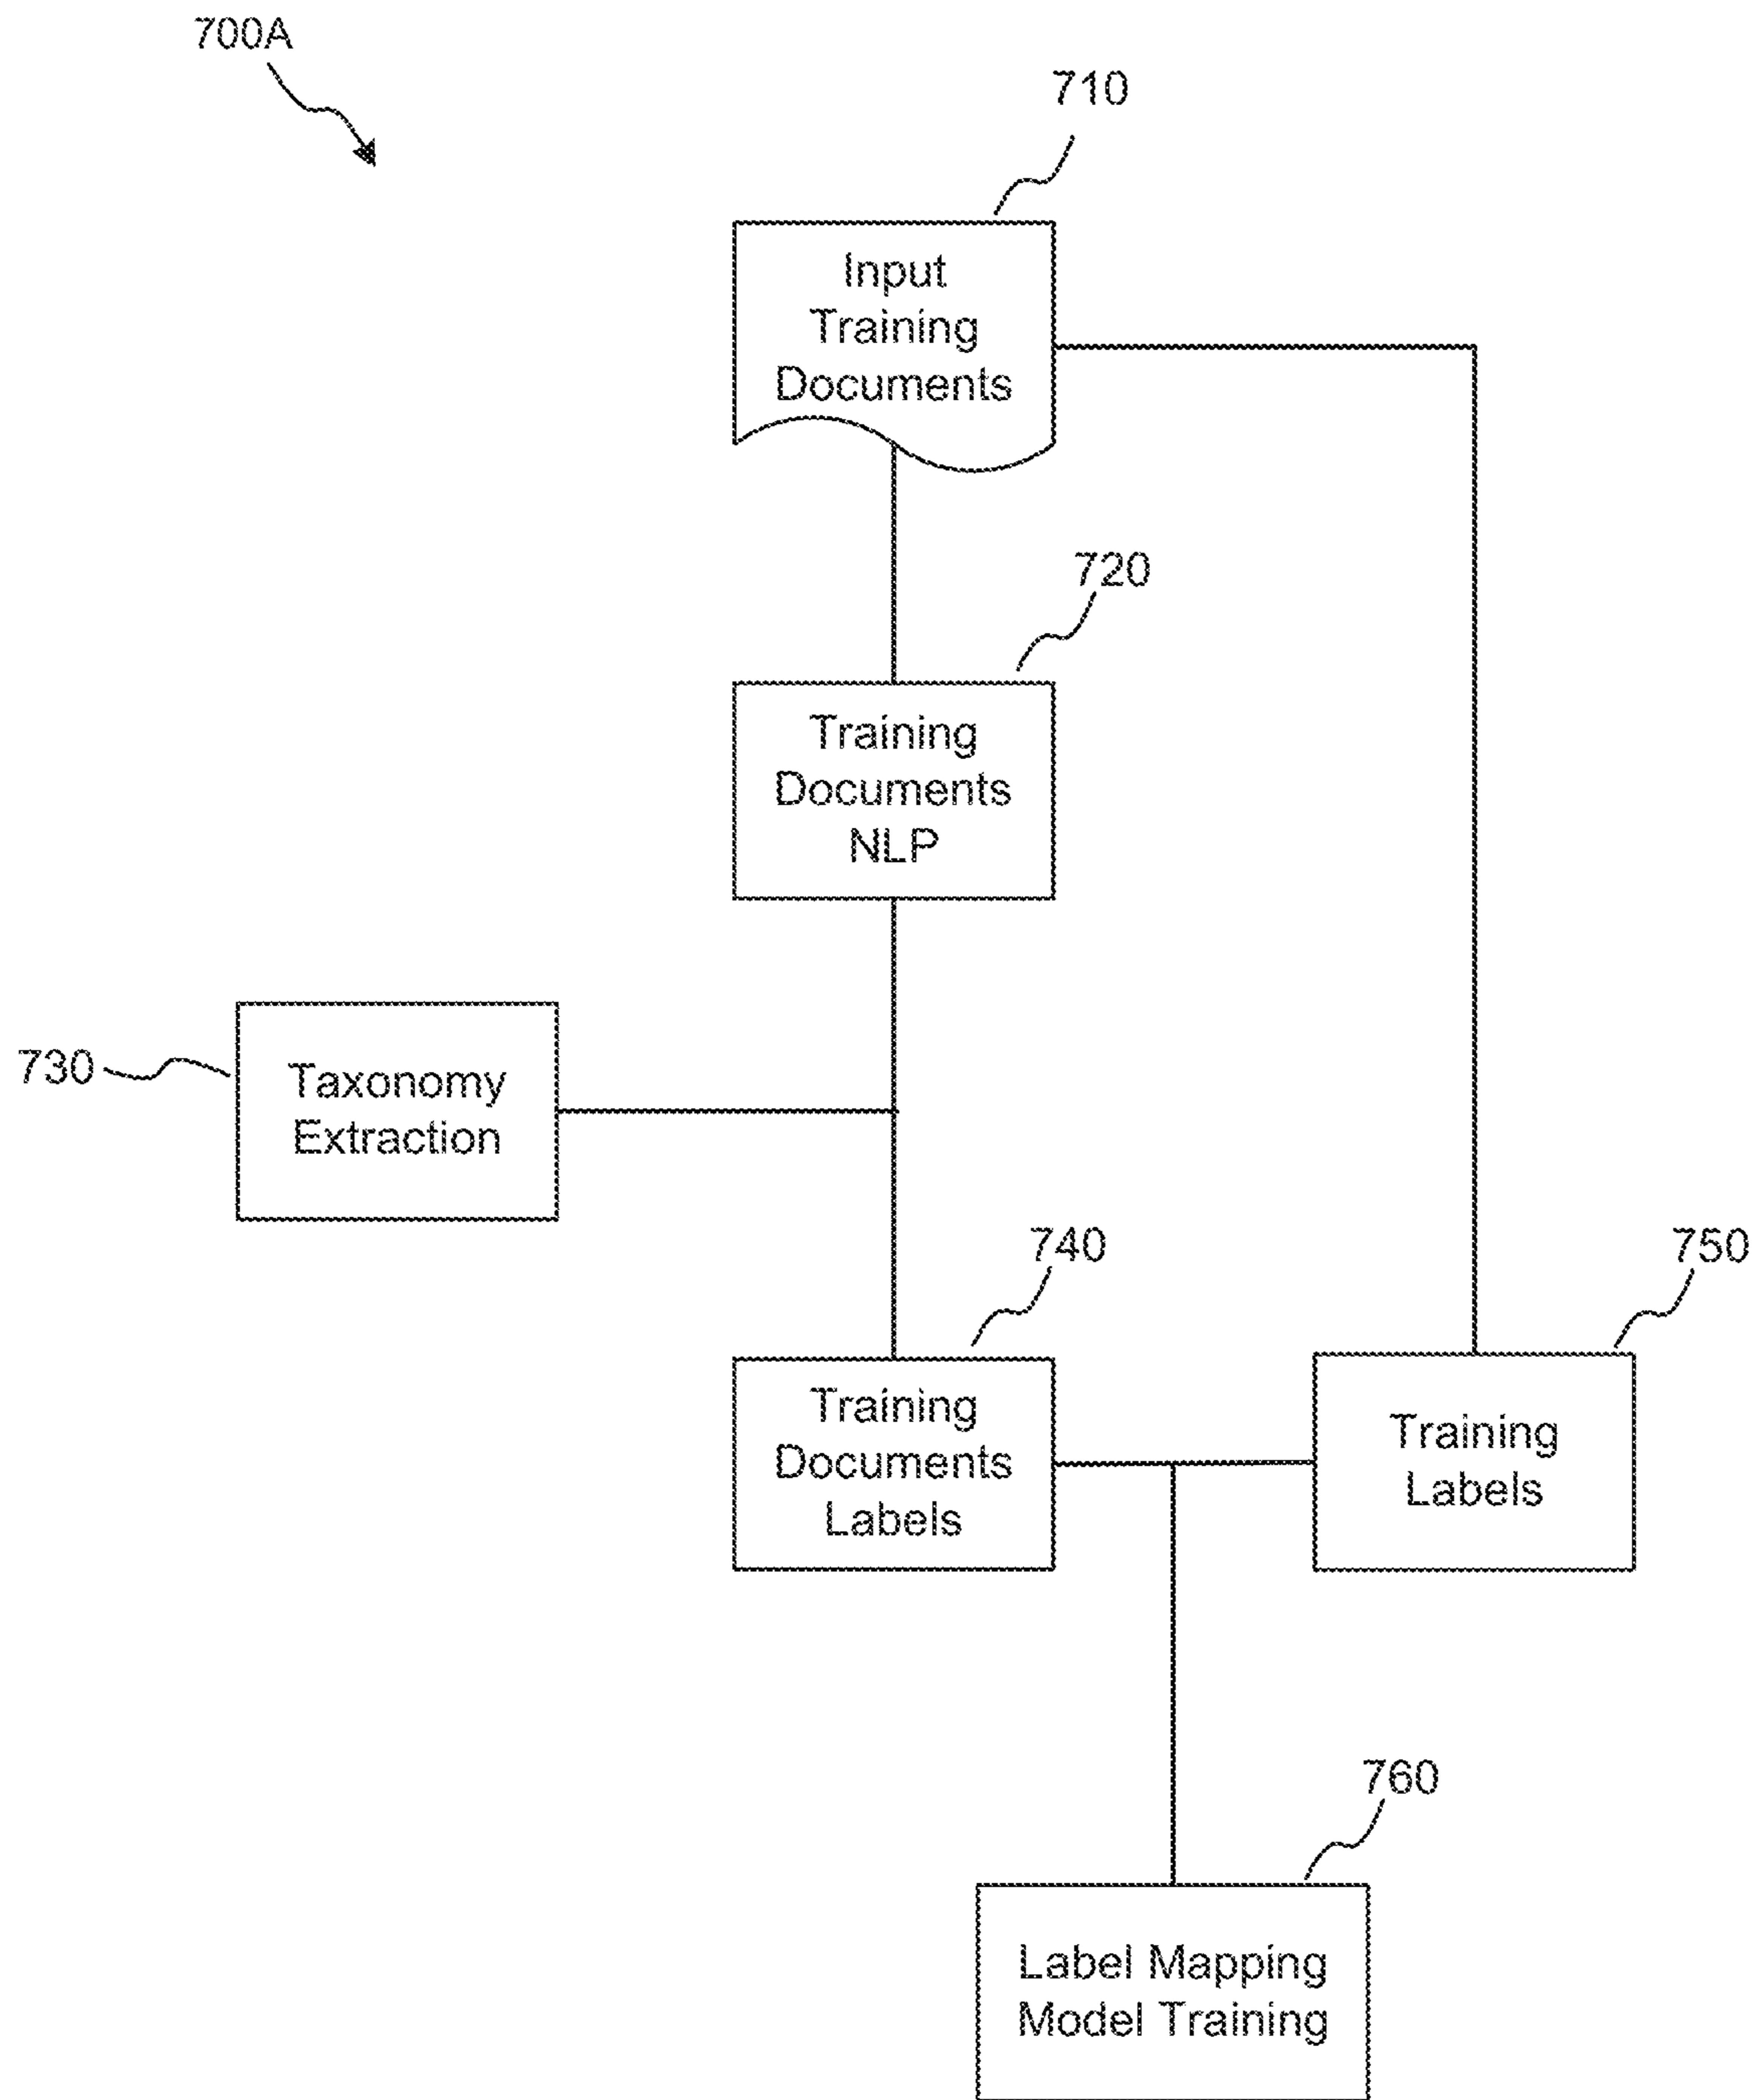 700A
710
Input
Training
Documents
720
Training
Documents
NLP
730
Taxonomy
Extraction
740
Training
Documents
Labels
750
Training
Labels
760
Label Mapping
Model Training